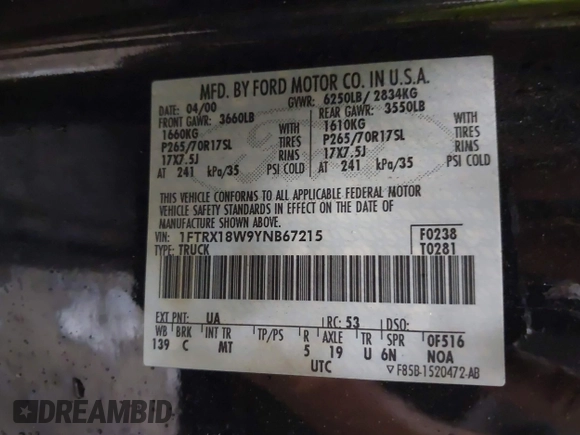 MFD. BY FORD MOTOR CO. IN U.S.A.
DATE: 04/00 GVWR: 6250LB/ 2834KG
FRONT GAWR: 3660LB REAR GAWR: 3550LB
1660KG WITH 1610KG WITH
P265/70R17SL TIRES P265/70R17SL TIRES
17X7.5J RIMS 17X7.5J RIMS
AT 241 kPa/35 PSI COLD AT 241 kPa/35 PSI COLD
THIS VEHICLE CONFORMS TO ALL APPLICABLE FEDERAL MOTOR
VEHICLE SAFETY STANDARDS IN EFFECT ON THE DATE OF
MANUFACTURE SHOWN ABOVE.
VIN: 1FTRX18W9YNB67215 F0238
TYPE: TRUCK T0281
EXT PNT: UA RC: 53 DSO:
WB BRK INT TR TP/PS R AXLE TR 0F516
139 C MT 5 19 U 6N NOA
UTC F85B-1520472-AB
DREAMBID